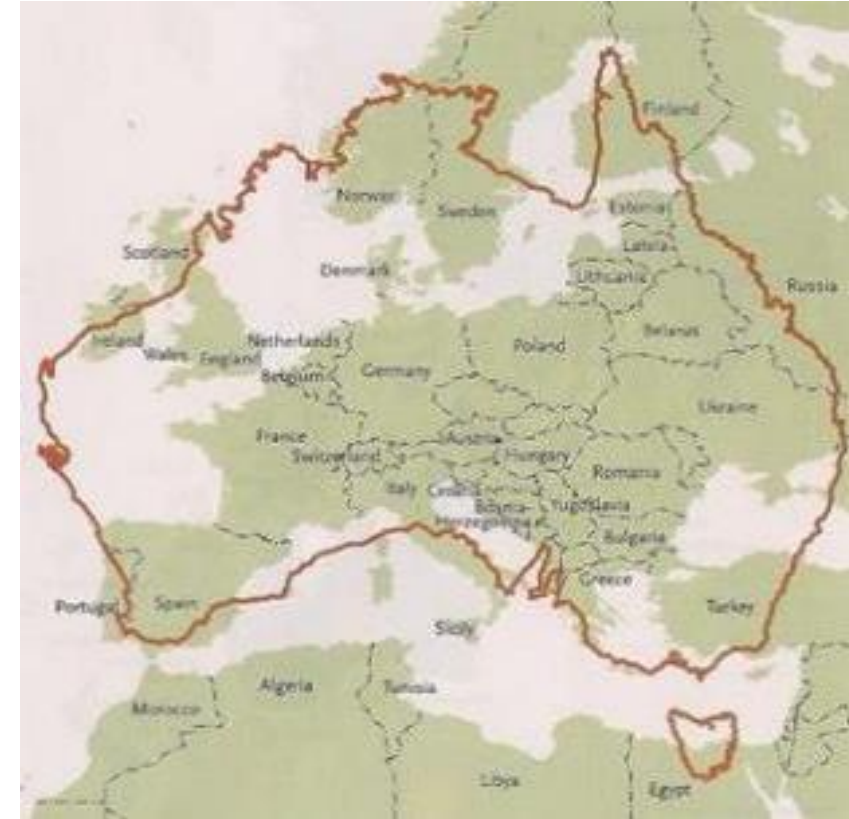 Finland
Norway
Sweden
Estonia
Scotland
Latvia
Denmark
Lithuania
Russia
Ireland
Wales
England
Netherlands
Belgium
Germany
Poland
Belarus
Ukraine
France
Switzerland
Austria
Hungary
Romania
Italy
Croatia
Bosnia-
Herzegovina
Yugoslavia
Bulgaria
Greece
Portugal
Spain
Turkey
Sicily
Morocco
Algeria
Tunisia
Libya
Egypt